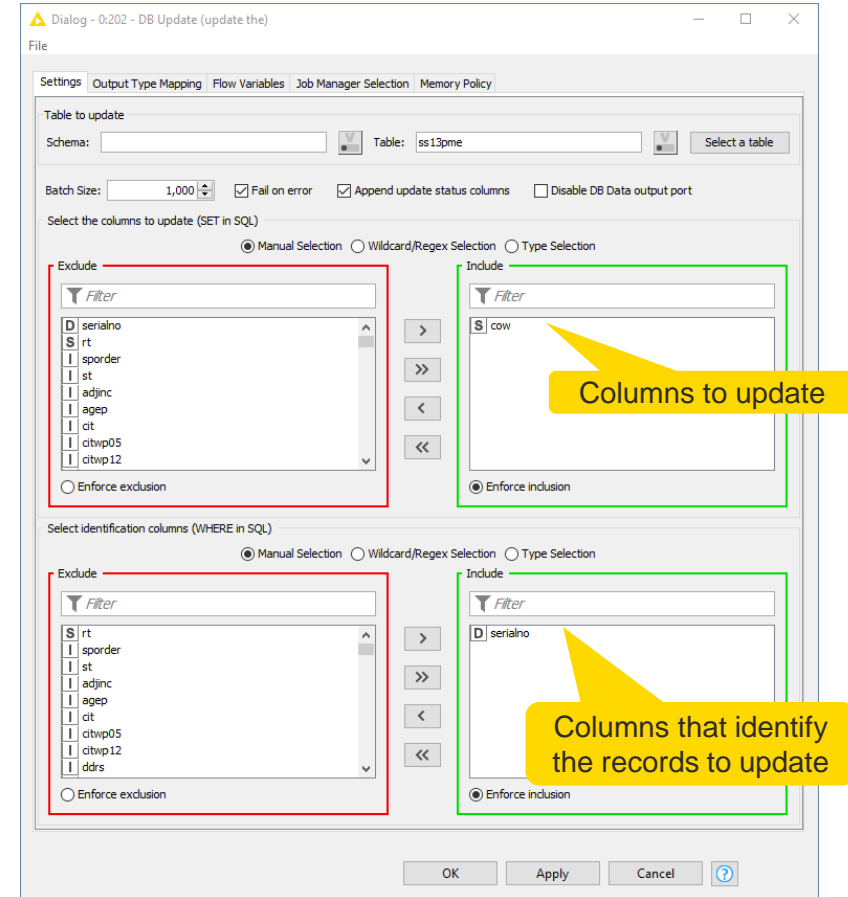 Dialog - 0:202 - DB Update (update the)
File
Settings Output Type Mapping Flow Variables Job Manager Selection Memory Policy
Table to update
Schema: V Table: ss13pme V Select a table
Batch Size: 1,000 Fail on error Append update status columns Disable DB Data output port
Select the columns to update (SET in SQL)
Manual Selection Wildcard/Regex Selection Type Selection
Exclude
Filter
D serialno
S rt
I sporder
I st
I adjinc
I agep
I cit
I citwp05
I citwp12
Enforce exclusion
>
>>
<
<<
Include
Filter
S cow
Columns to update
Enforce inclusion
Select identification columns (WHERE in SQL)
Manual Selection Wildcard/Regex Selection Type Selection
Exclude
Filter
S rt
I sporder
I st
I adjinc
I agep
I cit
I citwp05
I citwp12
I ddrs
Enforce exclusion
>
>>
<
<<
Include
Filter
D serialno
Columns that identify
the records to update
Enforce inclusion
OK Apply Cancel ?